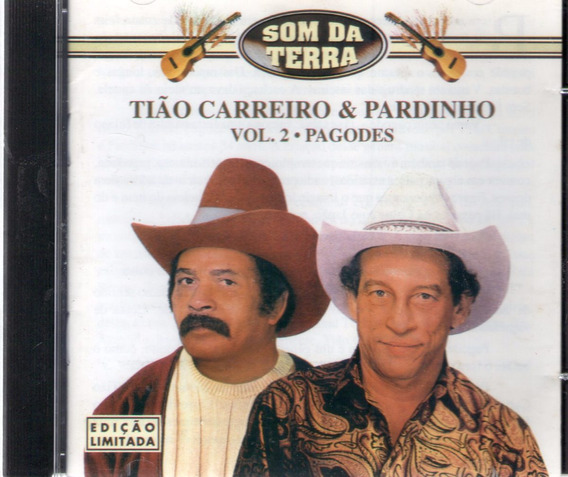 SOM DA
TERRA
TIÃO CARREIRO & PARDINHO
VOL. 2 • PAGODES
EDIÇÃO
LIMITADA